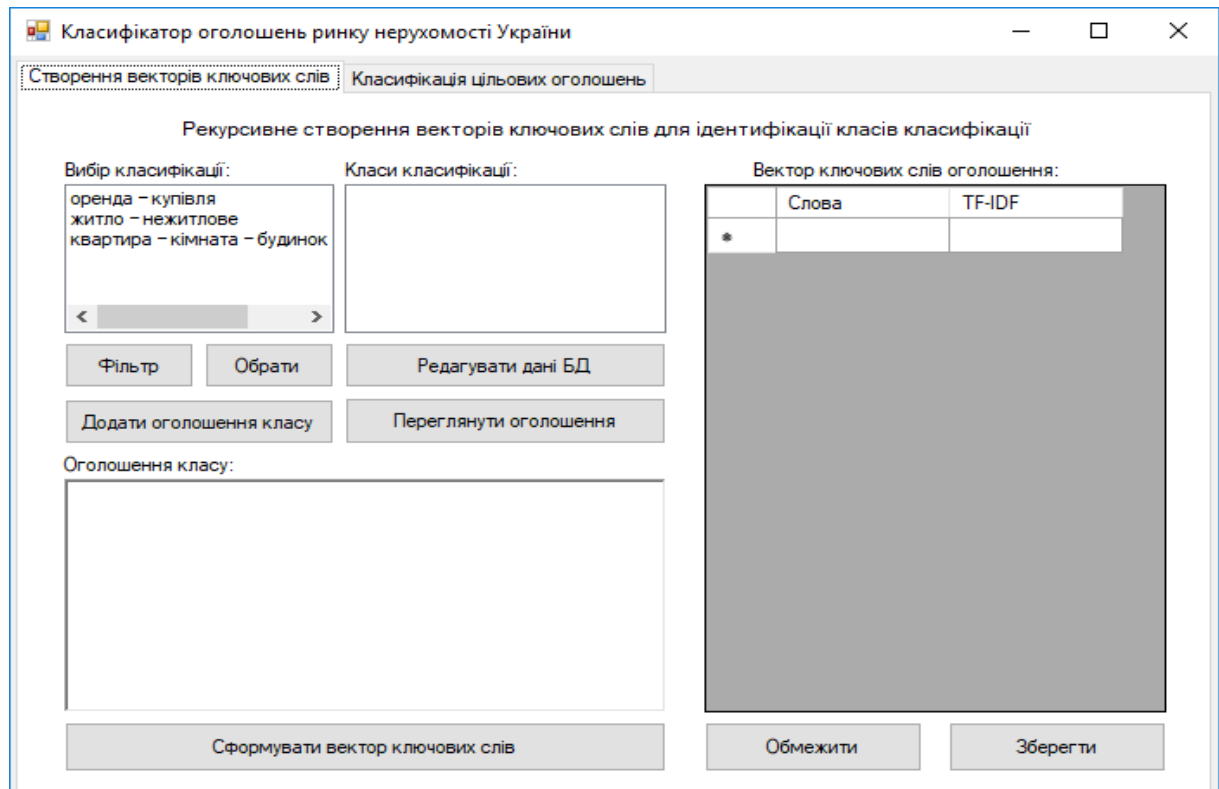 Класифікатор оголошень ринку нерухомості України
Створення векторів ключових слів
Класифікація цільових оголошень
Рекурсивне створення векторів ключових слів для ідентифікації класів класифікації
Вибір класифікації:
Класи класифікації:
Вектор ключових слів оголошення:
оренда – купівля
житло – нежитлове
квартира – кімната – будинок
Слова
TF-IDF
Фільтр
Обрати
Редагувати дані БД
Додати оголошення класу
Переглянути оголошення
Оголошення класу:
Сформувати вектор ключових слів
Обмежити
Зберегти